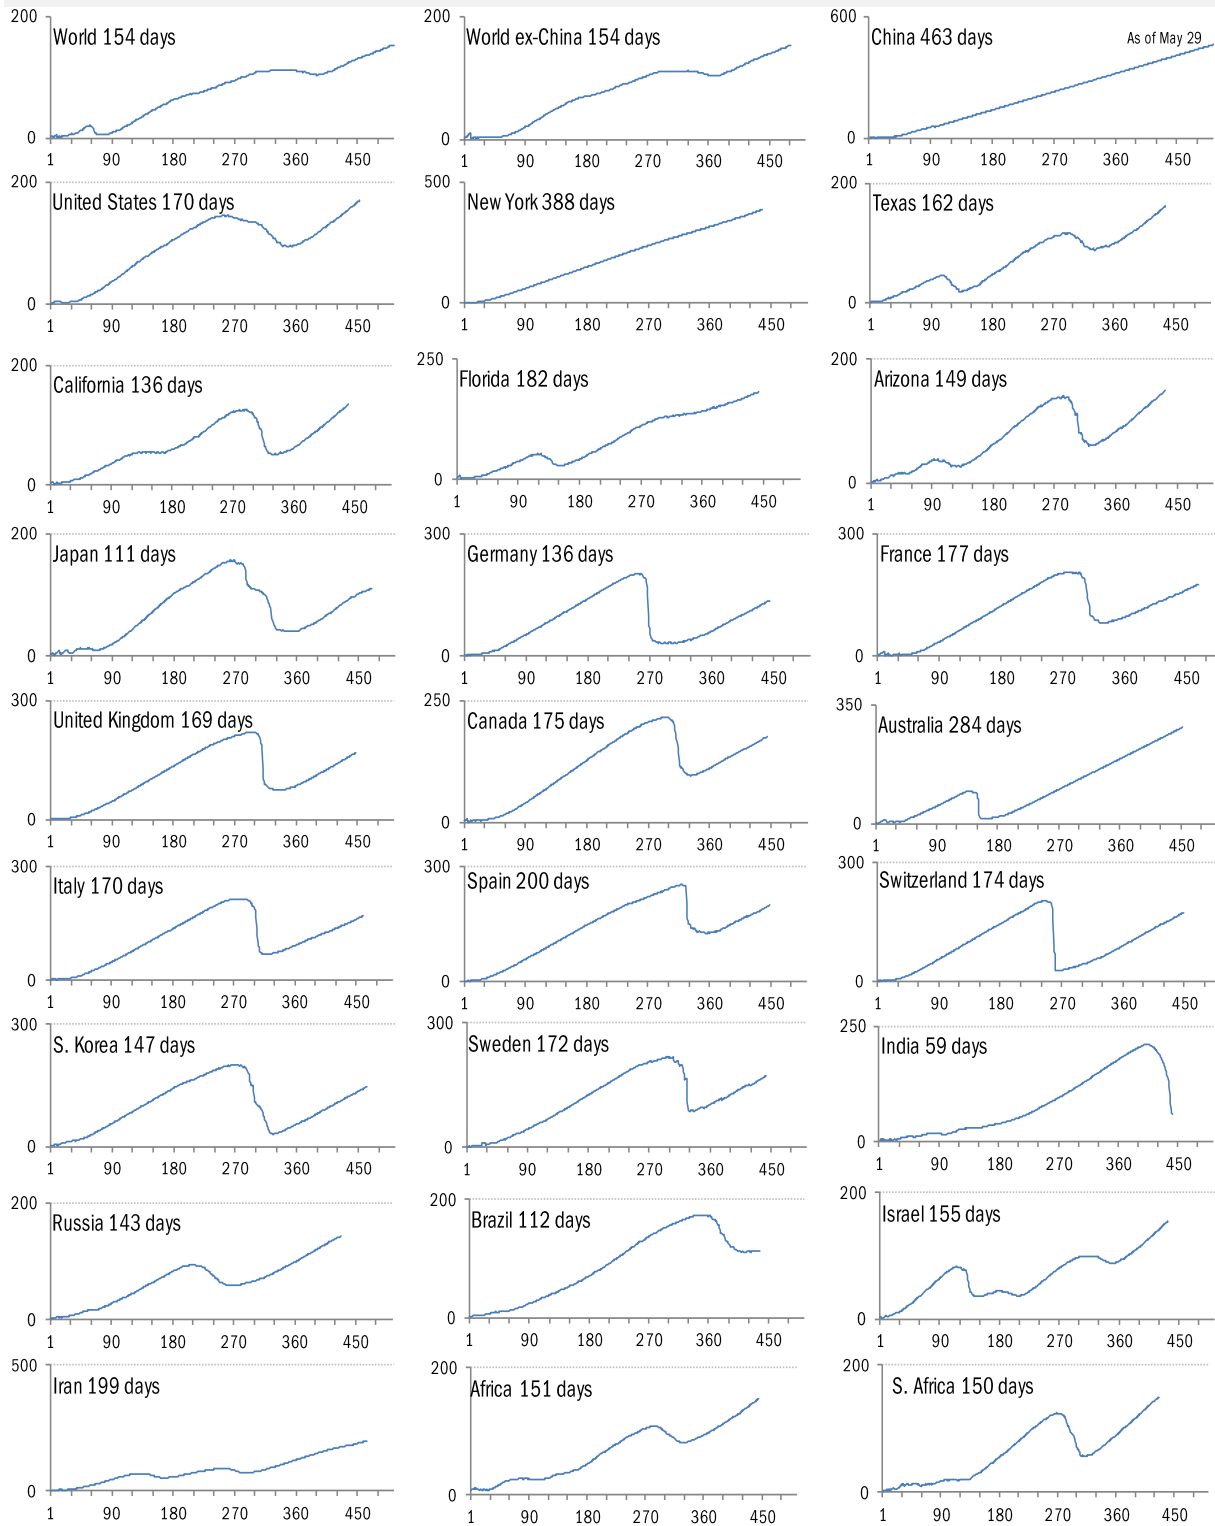 200 200 600
World 154 days World ex-China 154 days China 463 days As of May 29
100 100
0 0 0
1 90 180 270 360 450 1 90 180 270 360 450 1 90 180 270 360 450
200 500 200
United States 170 days New York 388 days Texas 162 days
100 100
0 0 0
1 90 180 270 360 450 1 90 180 270 360 450 1 90 180 270 360 450
200 250 200
California 136 days Florida 182 days Arizona 149 days
100 100
0 0 0
1 90 180 270 360 450 1 90 180 270 360 450 1 90 180 270 360 450
200 300 300
Japan 111 days Germany 136 days France 177 days
100
0 0 0
1 90 180 270 360 450 1 90 180 270 360 450 1 90 180 270 360 450
300 250 350
United Kingdom 169 days Canada 175 days Australia 284 days
0 0 0
1 90 180 270 360 450 1 90 180 270 360 450 1 90 180 270 360 450
300 300 300
Italy 170 days Spain 200 days Switzerland 174 days
0 0 0
1 90 180 270 360 450 1 90 180 270 360 450 1 90 180 270 360 450
300 300 250
S. Korea 147 days Sweden 172 days India 59 days
0 0 0
1 90 180 270 360 450 1 90 180 270 360 450 1 90 180 270 360 450
200 200 200
Russia 143 days Brazil 112 days Israel 155 days
100 100 100
0 0 0
1 90 180 270 360 450 1 90 180 270 360 450 1 90 180 270 360 450
500 200 200
Iran 199 days Africa 151 days S. Africa 150 days
100 100
0 0 0
1 90 180 270 360 450 1 90 180 270 360 450 1 90 180 270 360 450